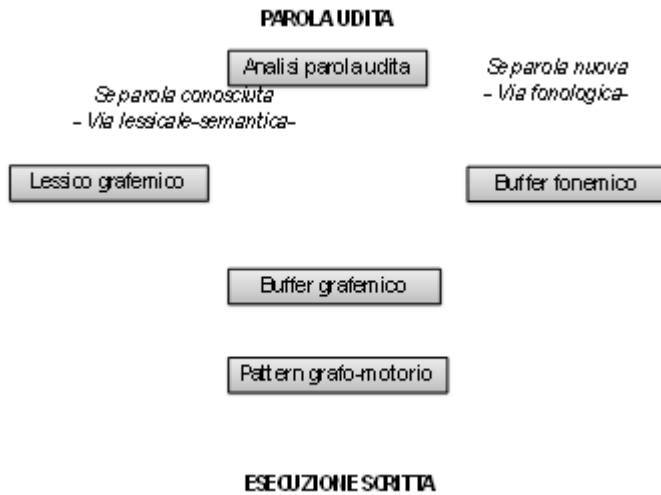 PAROLA UDITA
Analisi parola udita
Se parola nuova
- Via fonologica-
Se parola conosciuta
- Via lessicale-semantica-
Lessico grafemico
Buffer fonemico
Buffer grafemico
Pattern grafo-motorio
ESECUZIONE SCRITTA